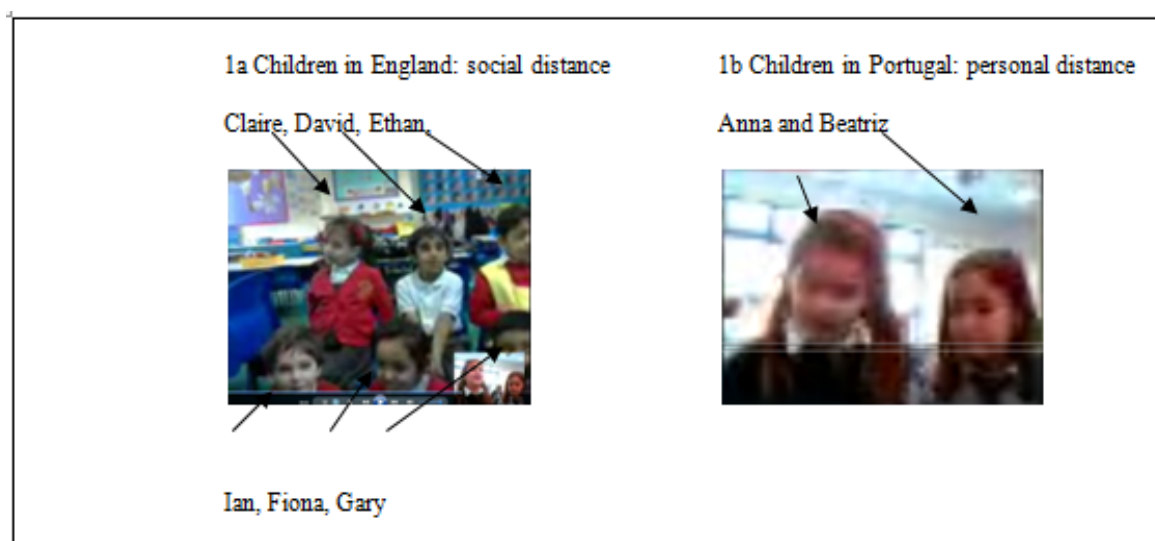 1a Children in England: social distance
1b Children in Portugal: personal distance
Claire, David, Ethan,
Anna and Beatriz
Ian, Fiona, Gary